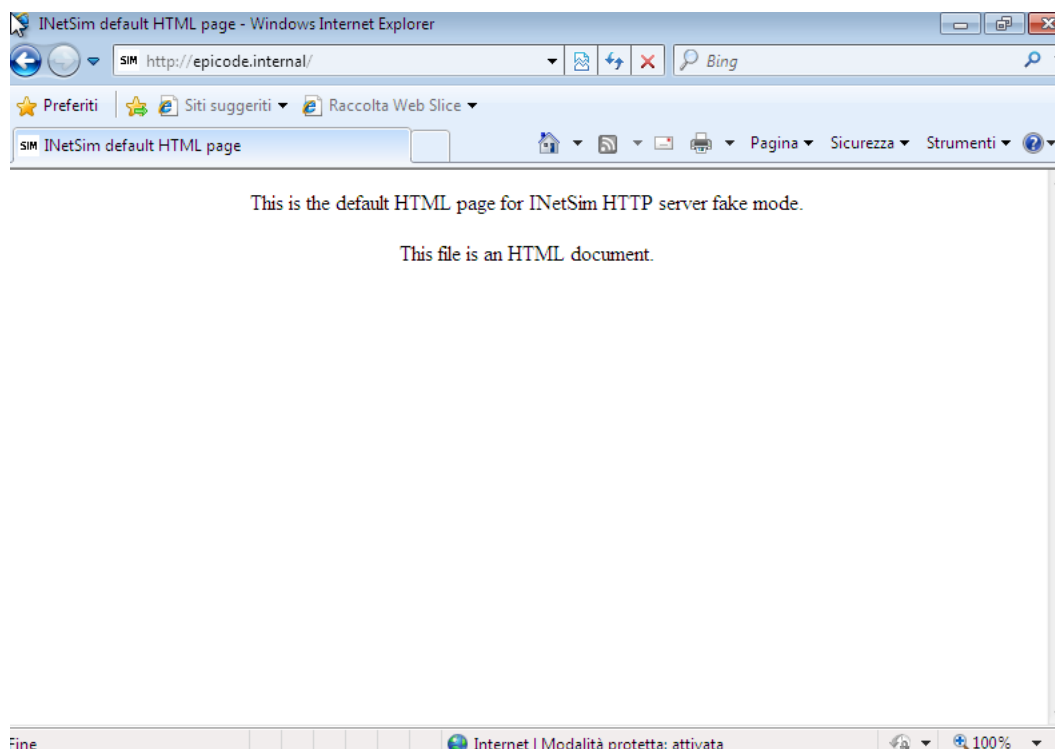 INetSim default HTML page - Windows Internet Explorer
SIM http://epicode.internal/ Bing
Preferiti Siti suggeriti Raccolta Web Slice
SIM INetSim default HTML page Pagina Sicurezza Strumenti
This is the default HTML page for INetSim HTTP server fake mode.
This file is an HTML document.
Fine Internet | Modalità protetta: attivata 100%